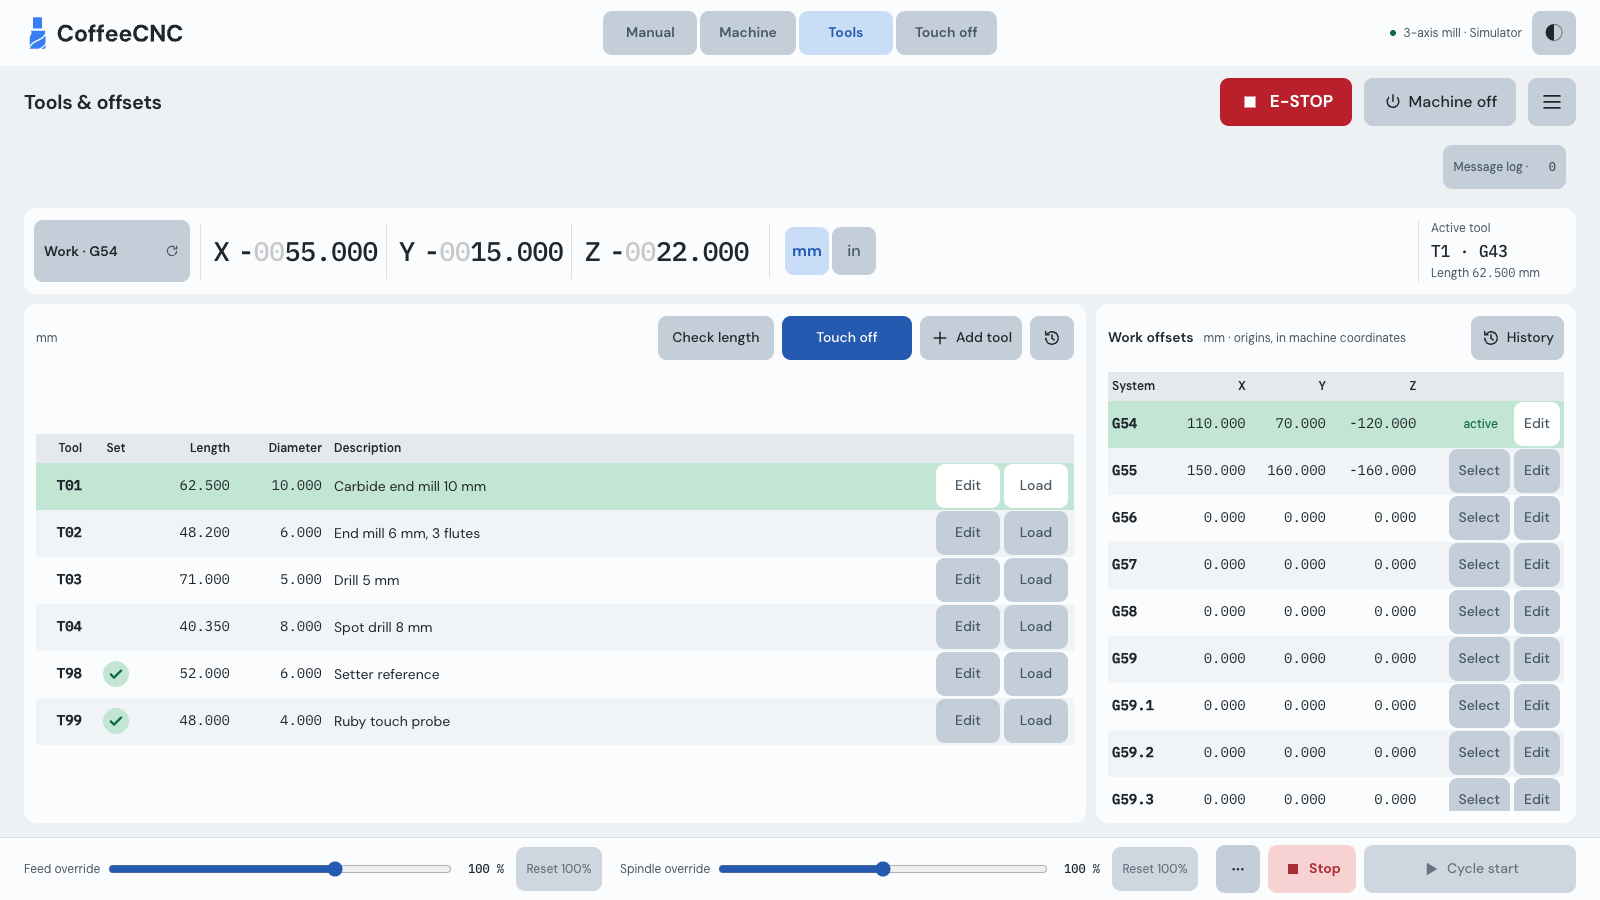 CoffeeCNC
Manual Machine Tools Touch off
3-axis mill · Simulator
Tools & offsets
E-STOP Machine off
Message log · 0
Work · G54
X -0055.000 Y -0015.000 Z -0022.000
mm in
Active tool
T1 · G43
Length 62.500 mm
mm
Check length Touch off Add tool
Tool Set Length Diameter Description
T01 62.500 10.000 Carbide end mill 10 mm Edit Load
T02 48.200 6.000 End mill 6 mm, 3 flutes Edit Load
T03 71.000 5.000 Drill 5 mm Edit Load
T04 40.350 8.000 Spot drill 8 mm Edit Load
T98 52.000 6.000 Setter reference Edit Load
T99 48.000 4.000 Ruby touch probe Edit Load
Work offsets mm · origins, in machine coordinates History
System X Y Z
G54 110.000 70.000 -120.000 active Edit
G55 150.000 160.000 -160.000 Select Edit
G56 0.000 0.000 0.000 Select Edit
G57 0.000 0.000 0.000 Select Edit
G58 0.000 0.000 0.000 Select Edit
G59 0.000 0.000 0.000 Select Edit
G59.1 0.000 0.000 0.000 Select Edit
G59.2 0.000 0.000 0.000 Select Edit
G59.3 0.000 0.000 0.000 Select Edit
Feed override 100 % Reset 100% Spindle override 100 % Reset 100% ··· Stop Cycle start